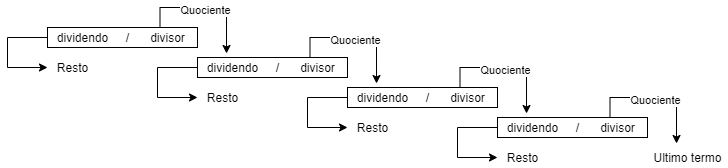 Quociente
dividendo / divisor
Resto
Quociente
dividendo / divisor
Resto
Quociente
dividendo / divisor
Resto
Quociente
dividendo / divisor
Resto
Ultimo termo